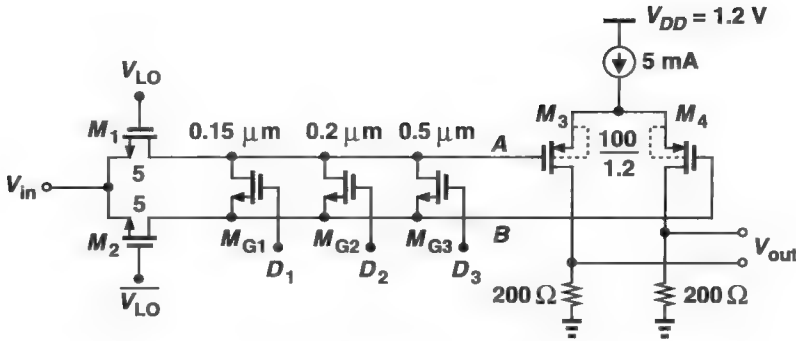 V_DD = 1.2 V
5 mA
V_LO
M_1
0.15 μm
0.2 μm
0.5 μm
A
M_3
M_4
100
1.2
5
V_in
5
M_2
M_G1
M_G2
M_G3
B
D_1
D_2
D_3
V_out
V_LO
200 Ω
200 Ω